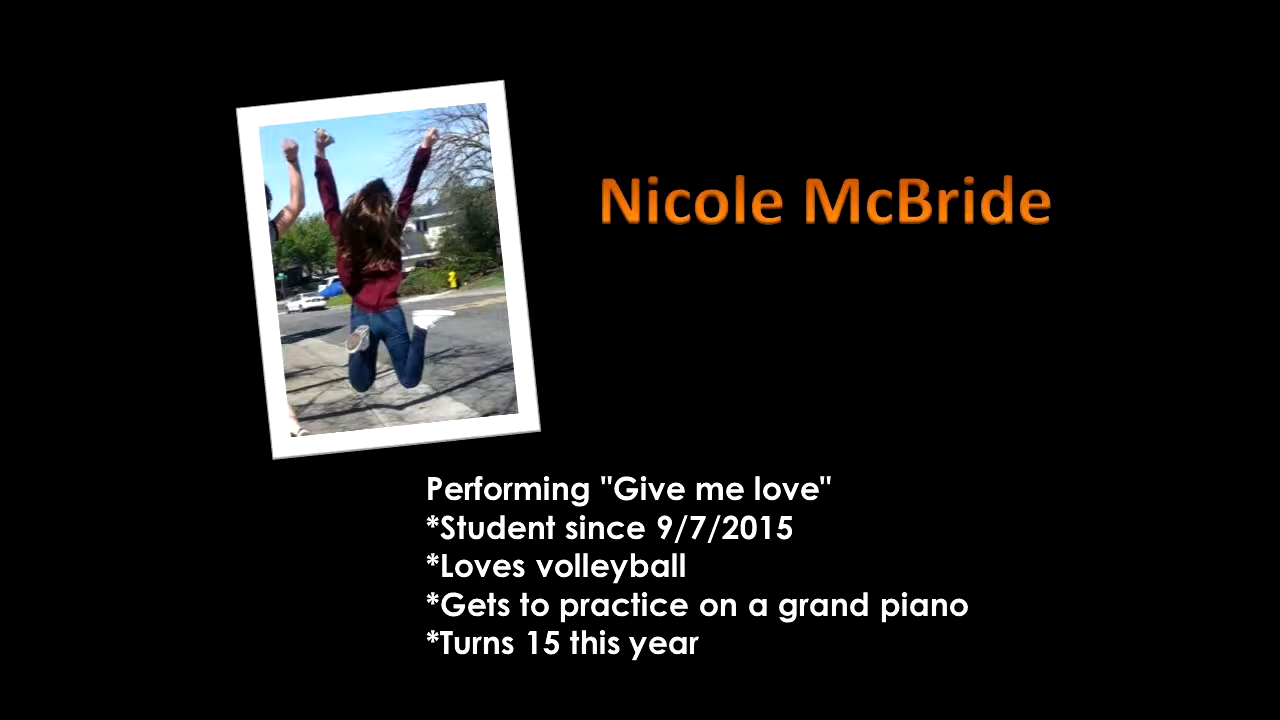 Nicole McBride
Performing "Give me love"
*Student since 9/7/2015
*Loves volleyball
*Gets to practice on a grand piano
*Turns 15 this year